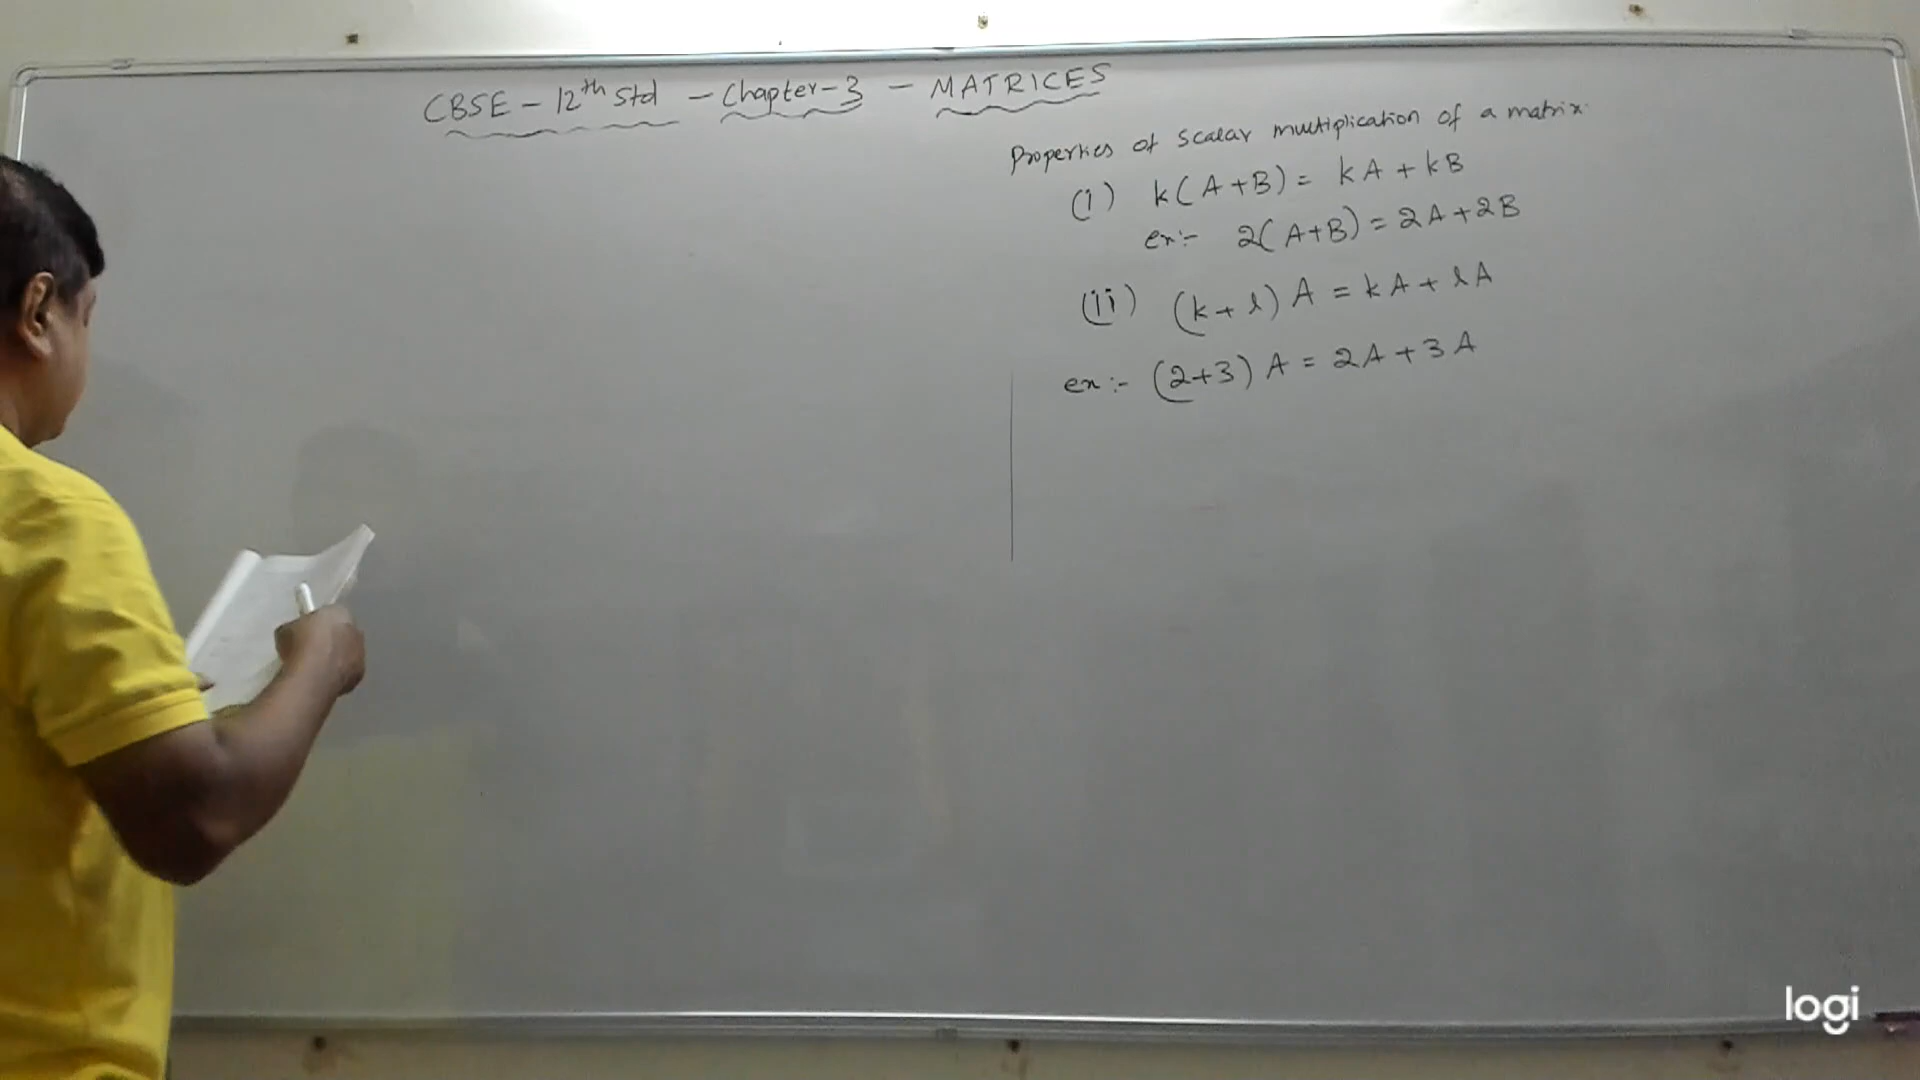 CBSE - 12th Std - Chapter-3 - MATRICES
Properties of Scalar multiplication of a matrix.
(i) k(A+B) = kA + kB
ex:- 2(A+B) = 2A+2B
(ii) (k+l)A = kA + lA
ex:- (2+3)A = 2A+3A
logi